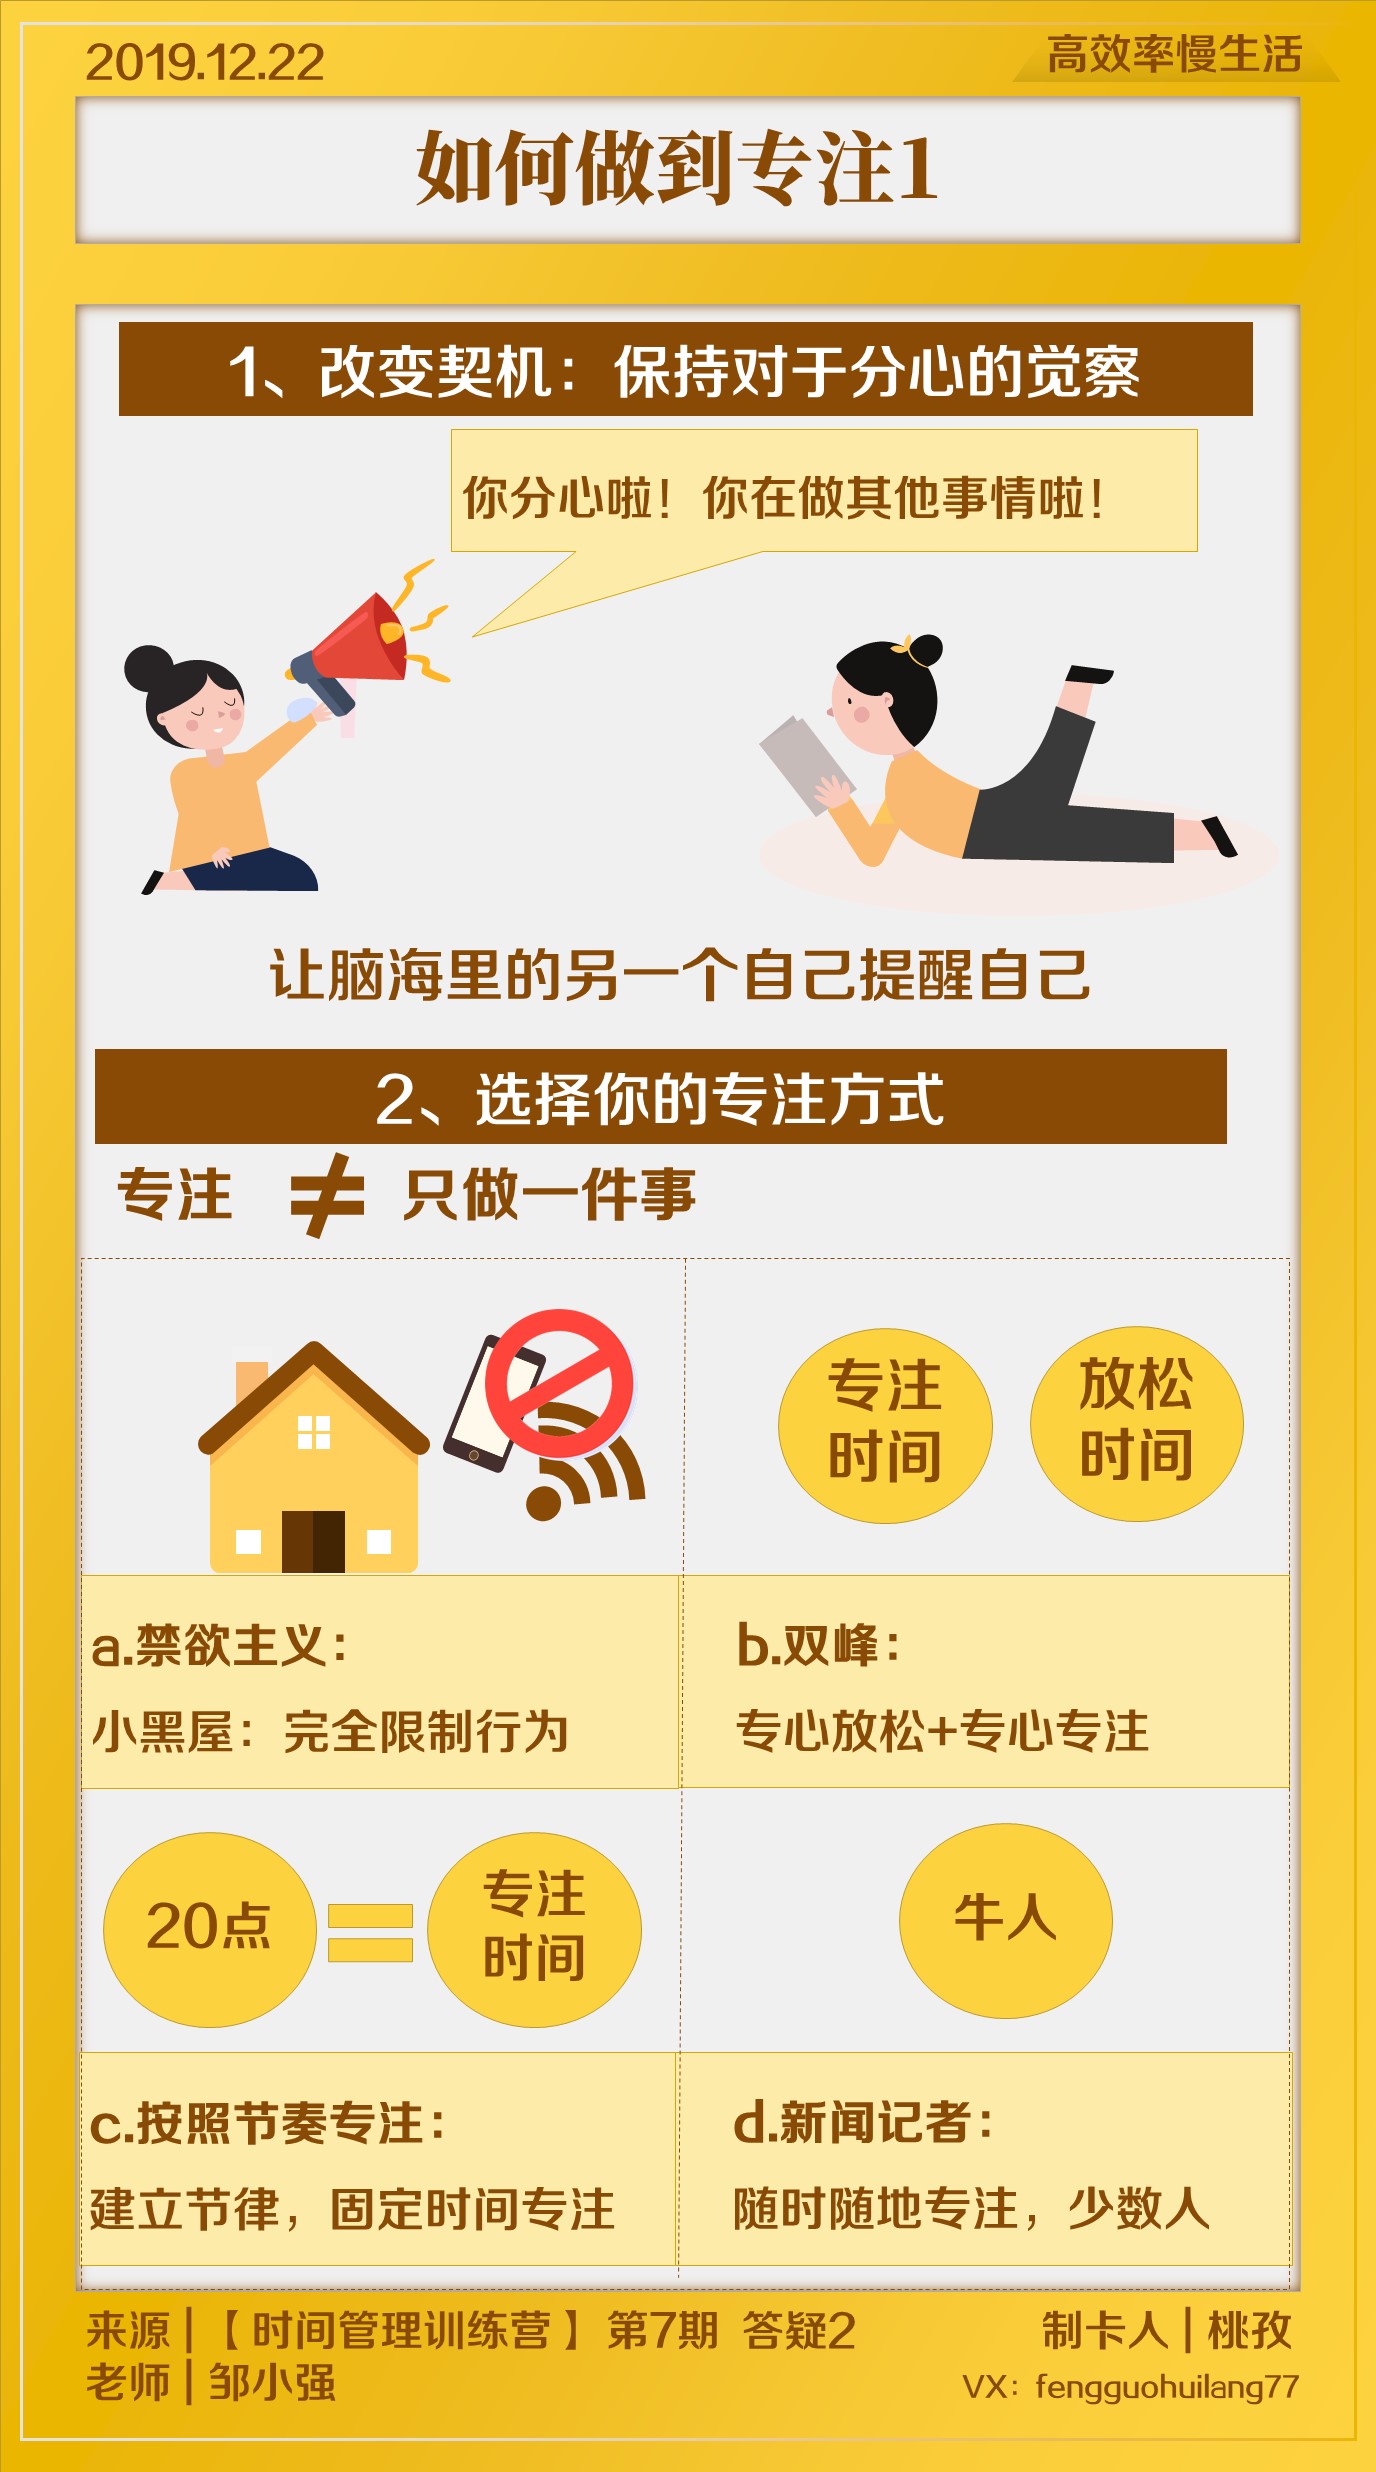 2019.12.22
高效率慢生活
如何做到专注1
1、改变契机：保持对于分心的觉察
你分心啦！你在做其他事情啦！
让脑海里的另一个自己提醒自己
2、选择你的专注方式
专注 ≠ 只做一件事
专注
时间
放松
时间
a.禁欲主义：
小黑屋：完全限制行为
b.双峰：
专心放松+专心专注
20点
专注
时间
牛人
c.按照节奏专注：
建立节律，固定时间专注
d.新闻记者：
随时随地专注，少数人
来源|【时间管理训练营】第7期 答疑2
老师|邹小强
制卡人|桃孜
VX：fengguohuilang77